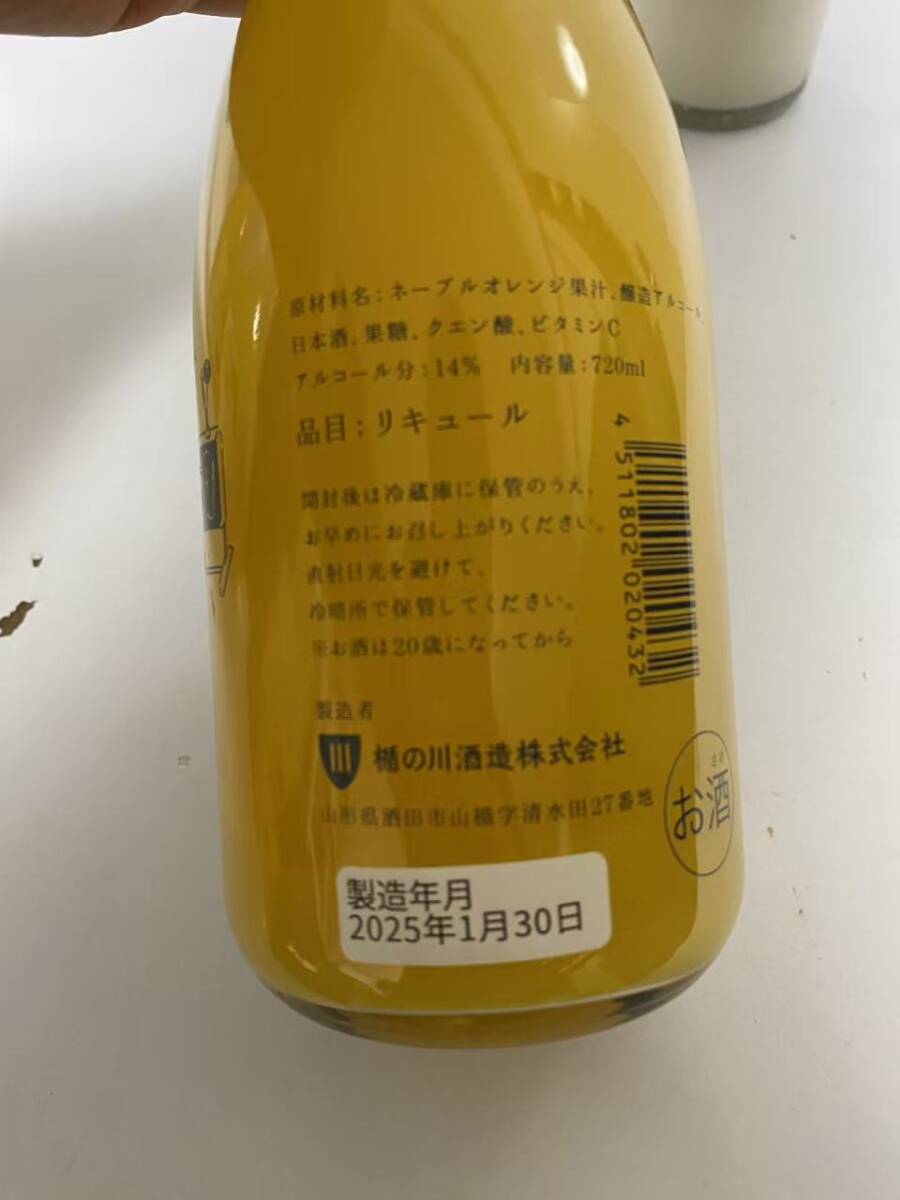 原材料名：ネーブルオレンジ果汁、醸造アルコール、
日本酒、果糖、クエン酸、ビタミンC
アルコール分：14%　内容量：720ml
品目：リキュール
開封後は冷蔵庫に保管のうえ、
お早めにお召し上がりください。
直射日光を避けて、
冷暗所で保管してください。
※お酒は20歳になってから
4511802020432
製造者
楯の川酒造株式会社
山形県酒田市山楯字清水田27番地
さけ
お酒
製造年月
2025年1月30日